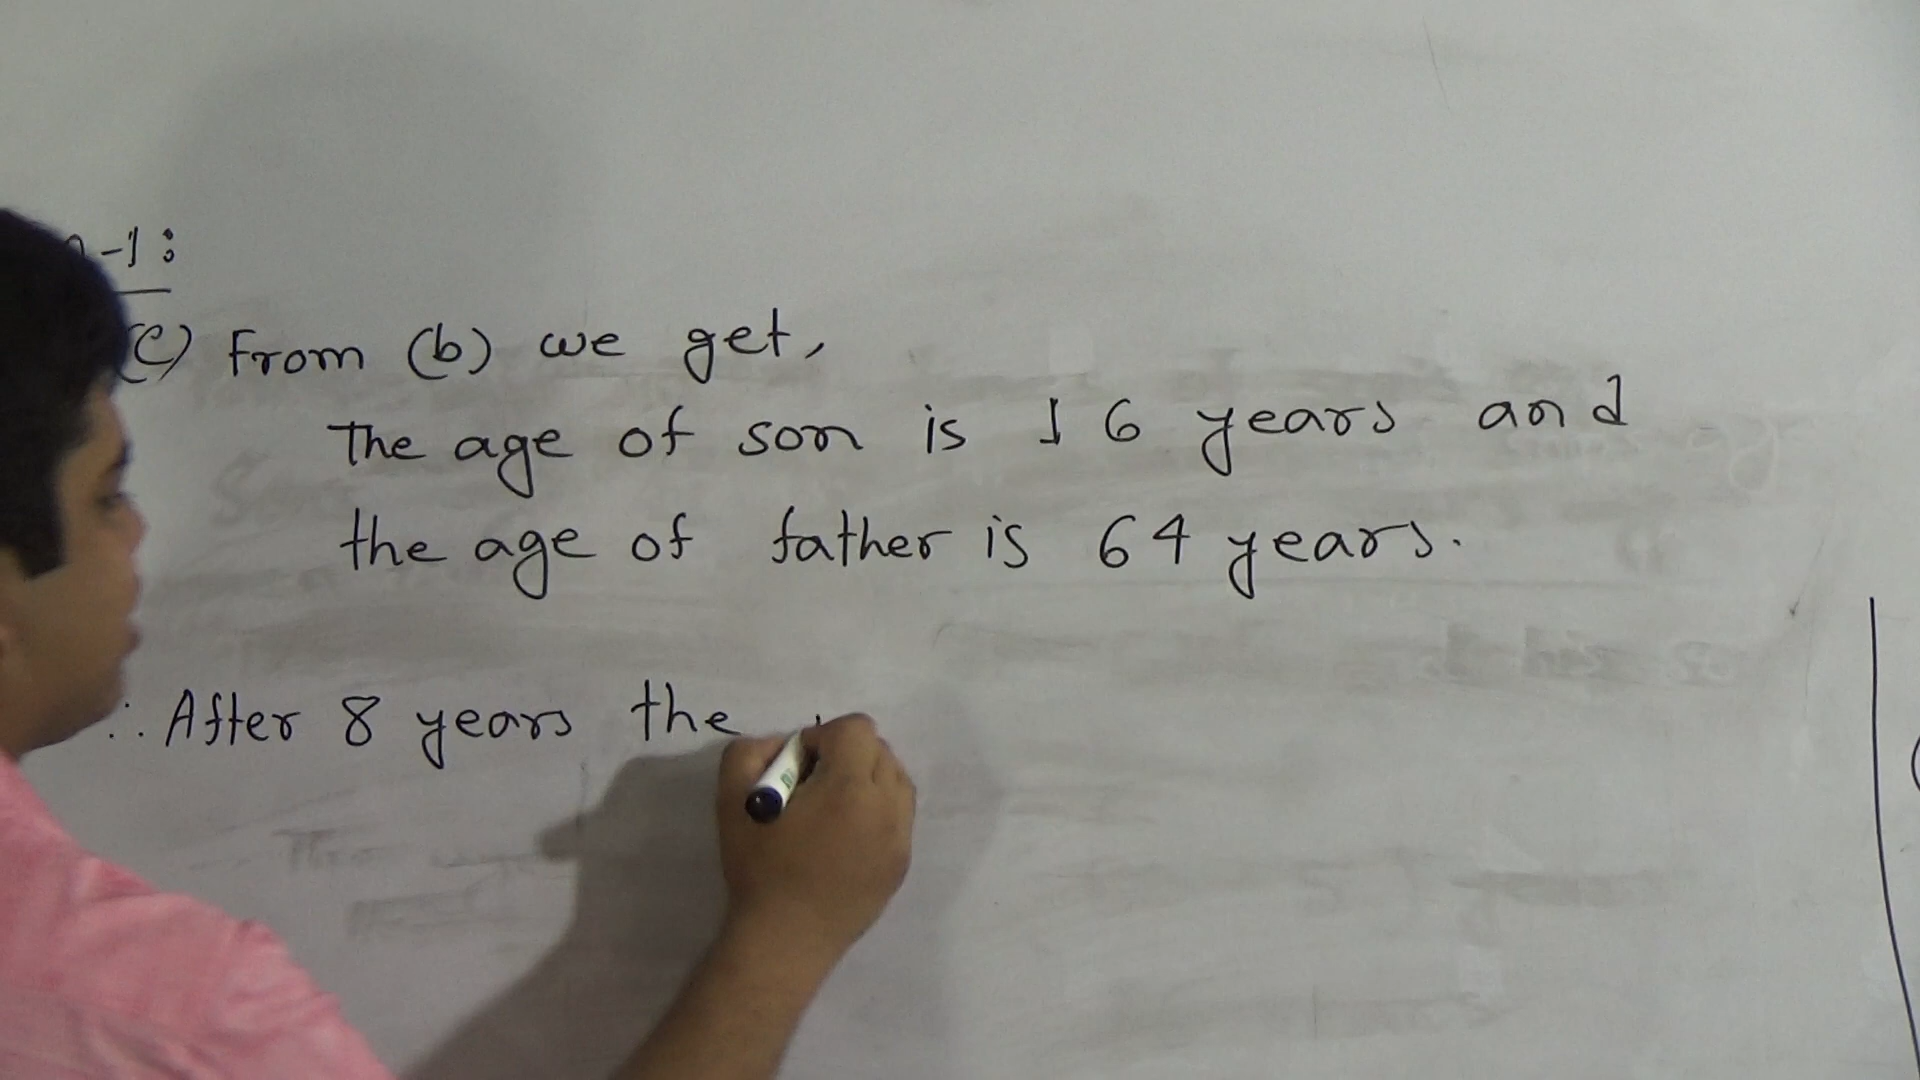 -1:
(c) From (b) we get,
The age of son is 16 years and
the age of father is 64 years.
∴ After 8 years the